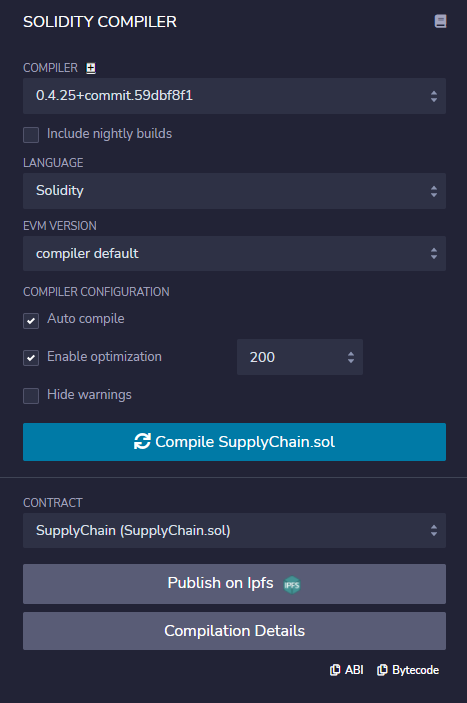 SOLIDITY COMPILER
COMPILER
0.4.25+commit.59dbf8f1
Include nightly builds
LANGUAGE
Solidity
EVM VERSION
compiler default
COMPILER CONFIGURATION
Auto compile
Enable optimization 200
Hide warnings
Compile SupplyChain.sol
CONTRACT
SupplyChain (SupplyChain.sol)
Publish on Ipfs IPFS
Compilation Details
ABI Bytecode